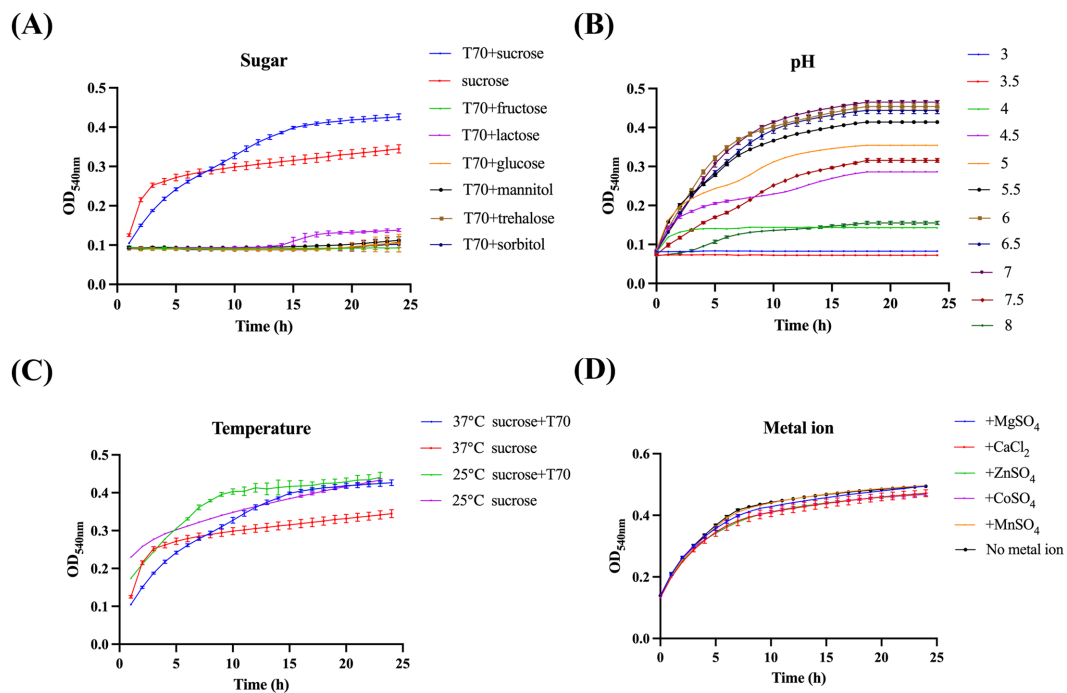 (A)
Sugar
OD540nm
0.5
0.4
0.3
0.2
0.1
0.0
0 5 10 15 20 25
Time (h)
T70+sucrose
sucrose
T70+fructose
T70+lactose
T70+glucose
T70+mannitol
T70+trehalose
T70+sorbitol
(B)
pH
OD540nm
0.5
0.4
0.3
0.2
0.1
0.0
0 5 10 15 20 25
Time (h)
3
3.5
4
4.5
5
5.5
6
6.5
7
7.5
8
(C)
Temperature
OD540nm
0.5
0.4
0.3
0.2
0.1
0.0
0 5 10 15 20 25
Time (h)
37°C sucrose+T70
37°C sucrose
25°C sucrose+T70
25°C sucrose
(D)
Metal ion
OD540nm
0.6
0.4
0.2
0.0
0 5 10 15 20 25
Time (h)
+MgSO4
+CaCl2
+ZnSO4
+CoSO4
+MnSO4
No metal ion